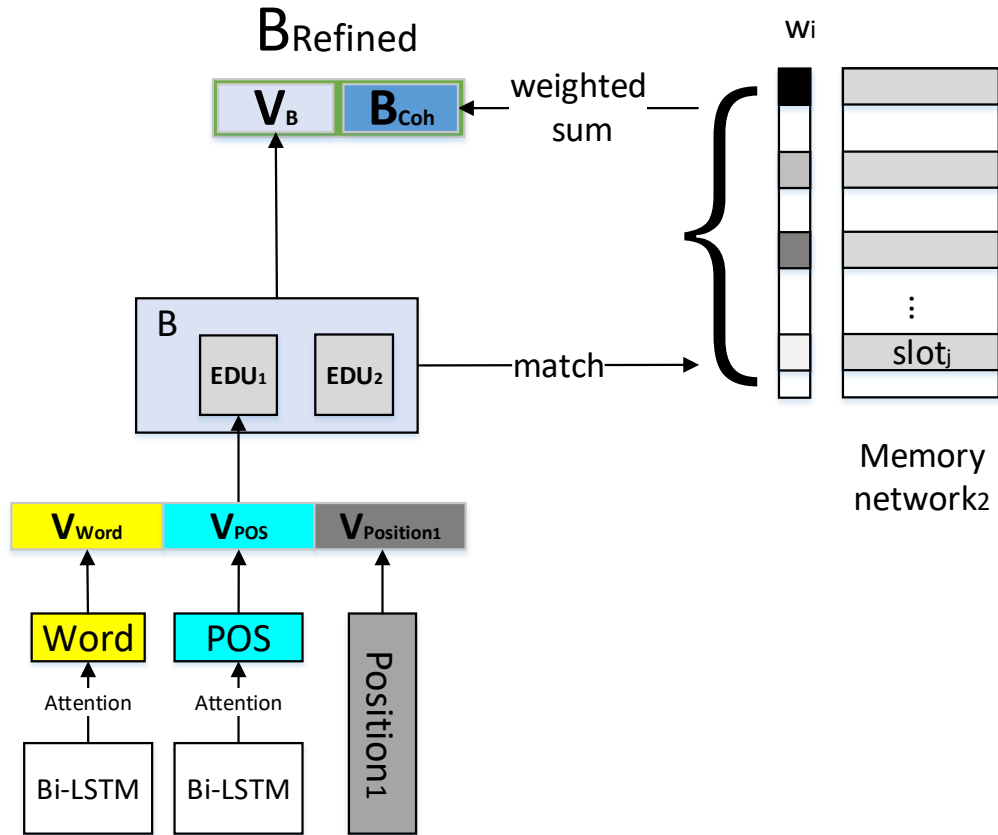 BRefined
wi
VB
BCoh
weighted
sum
B
EDU1
EDU2
match
⋮
slotj
Memory
network2
VWord
VPOS
VPosition1
Word
POS
Position1
Attention
Attention
Bi-LSTM
Bi-LSTM